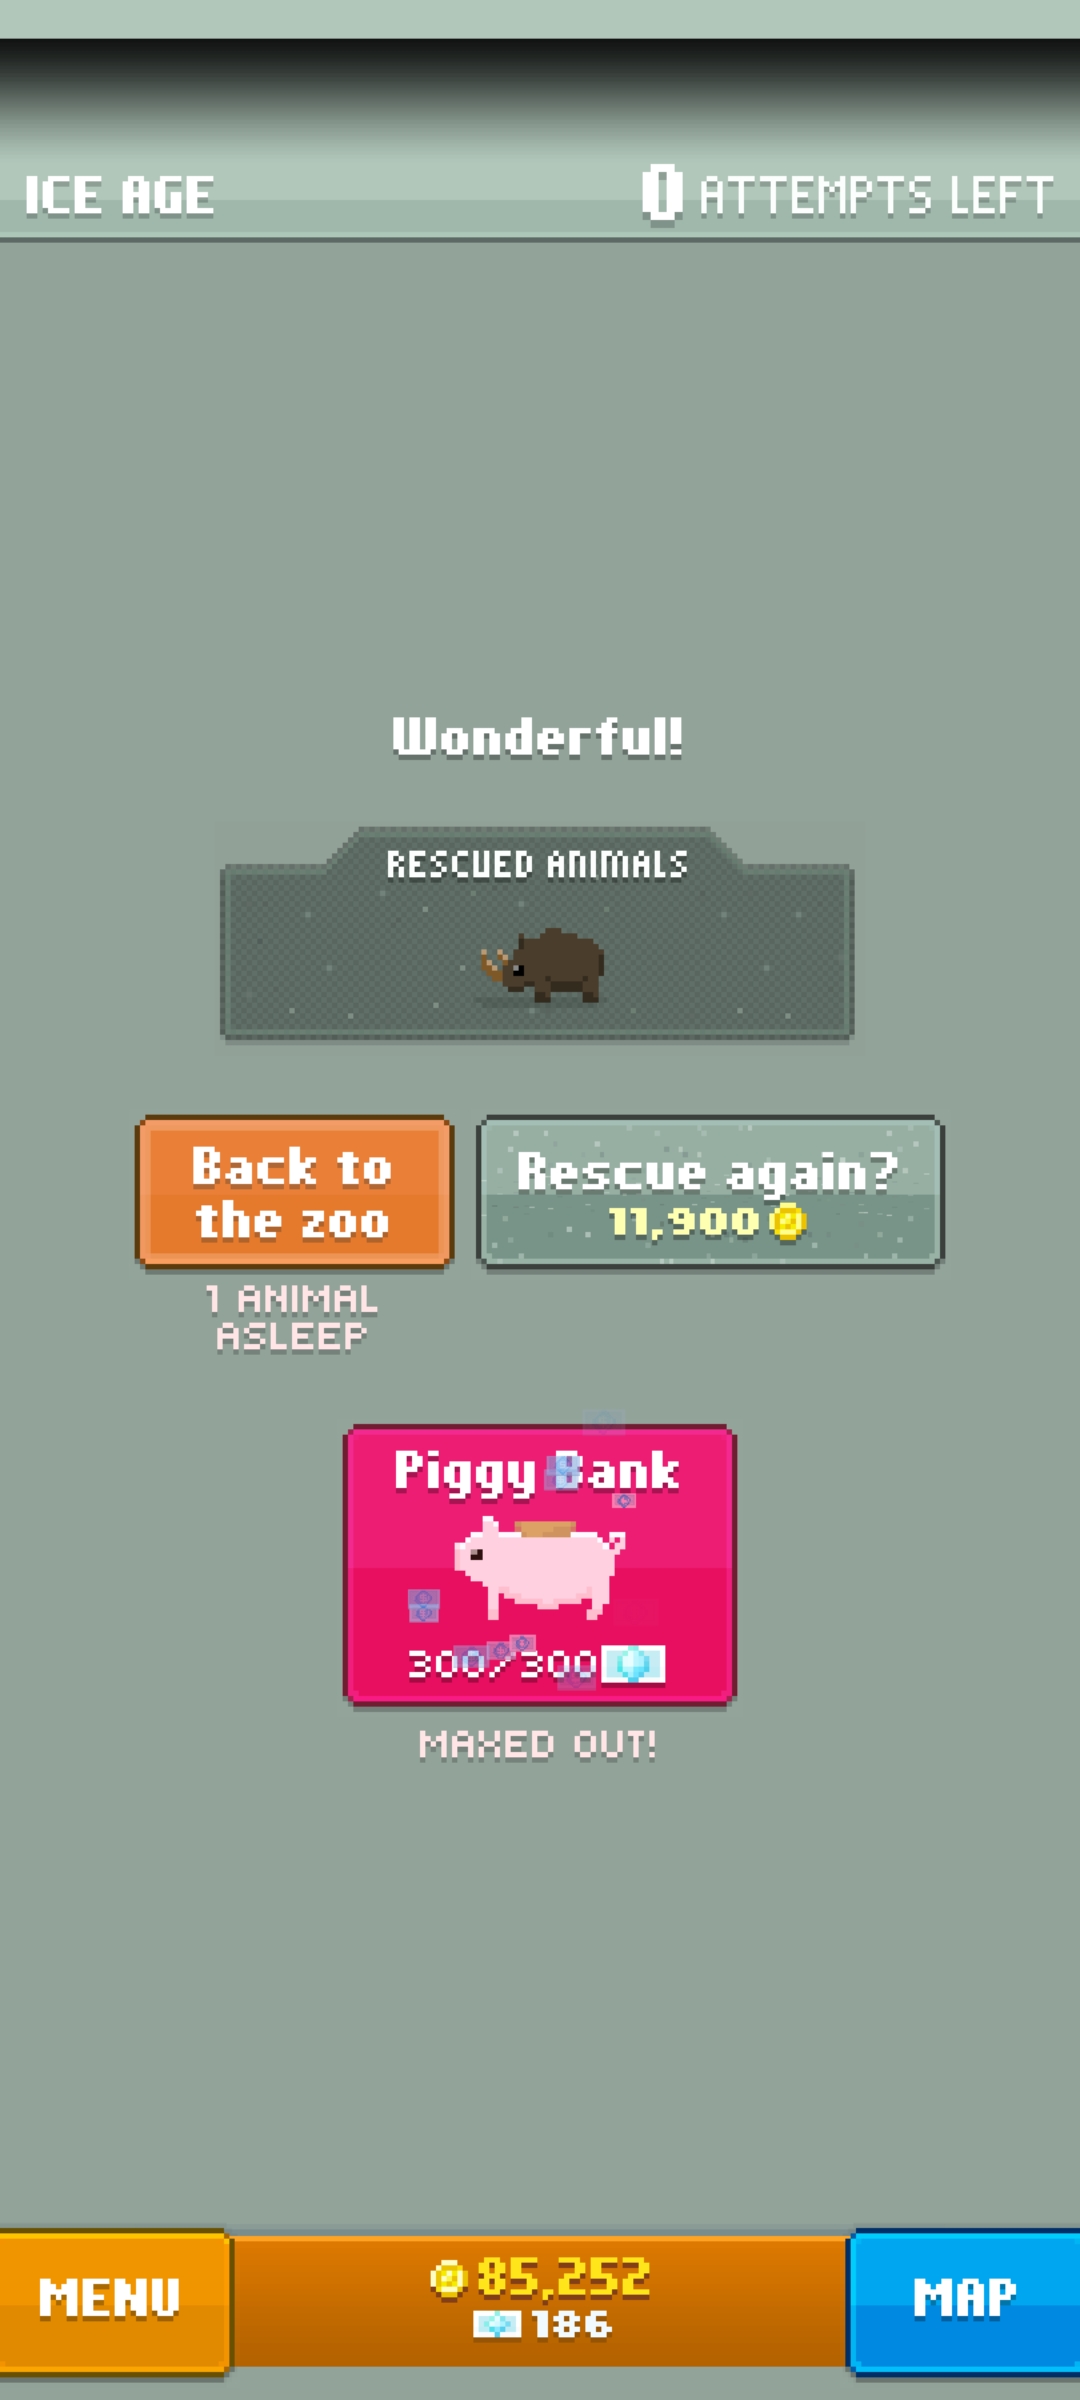 ICE AGE
0 ATTEMPTS LEFT
Wonderful!
RESCUED ANIMALS
Back to
the zoo
Rescue again?
11,900
1 ANIMAL
ASLEEP
Piggy Bank
300/300
MAXED OUT!
MENU
85,252
186
MAP